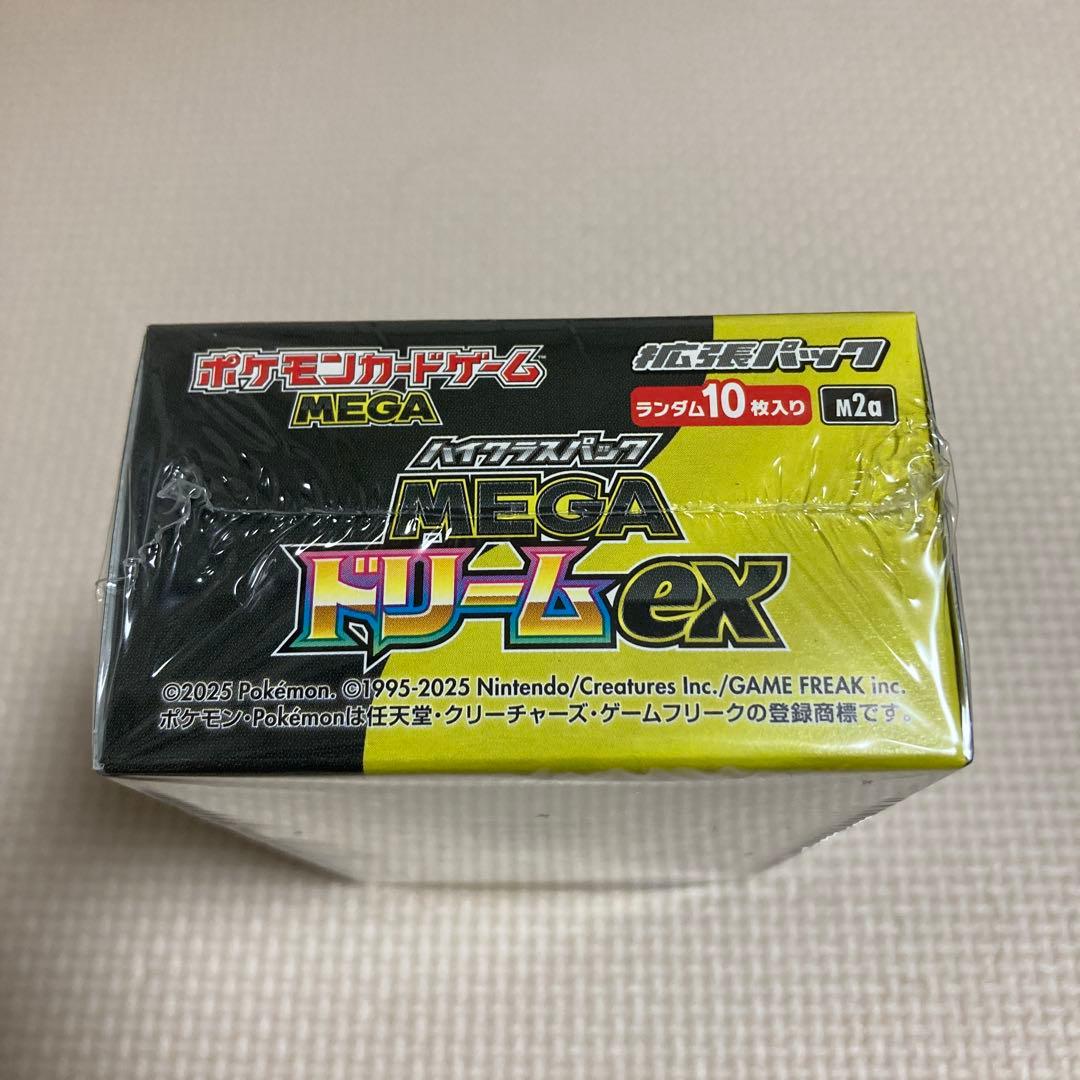 ポケモンカードゲーム™
MEGA
拡張パック
ランダム10枚入り
M2a
ハイクラスパック
MEGA
ドリームex
©2025 Pokémon. ©1995-2025 Nintendo/Creatures Inc./GAME FREAK inc.
ポケモン・Pokémonは任天堂・クリーチャーズ・ゲームフリークの登録商標です。